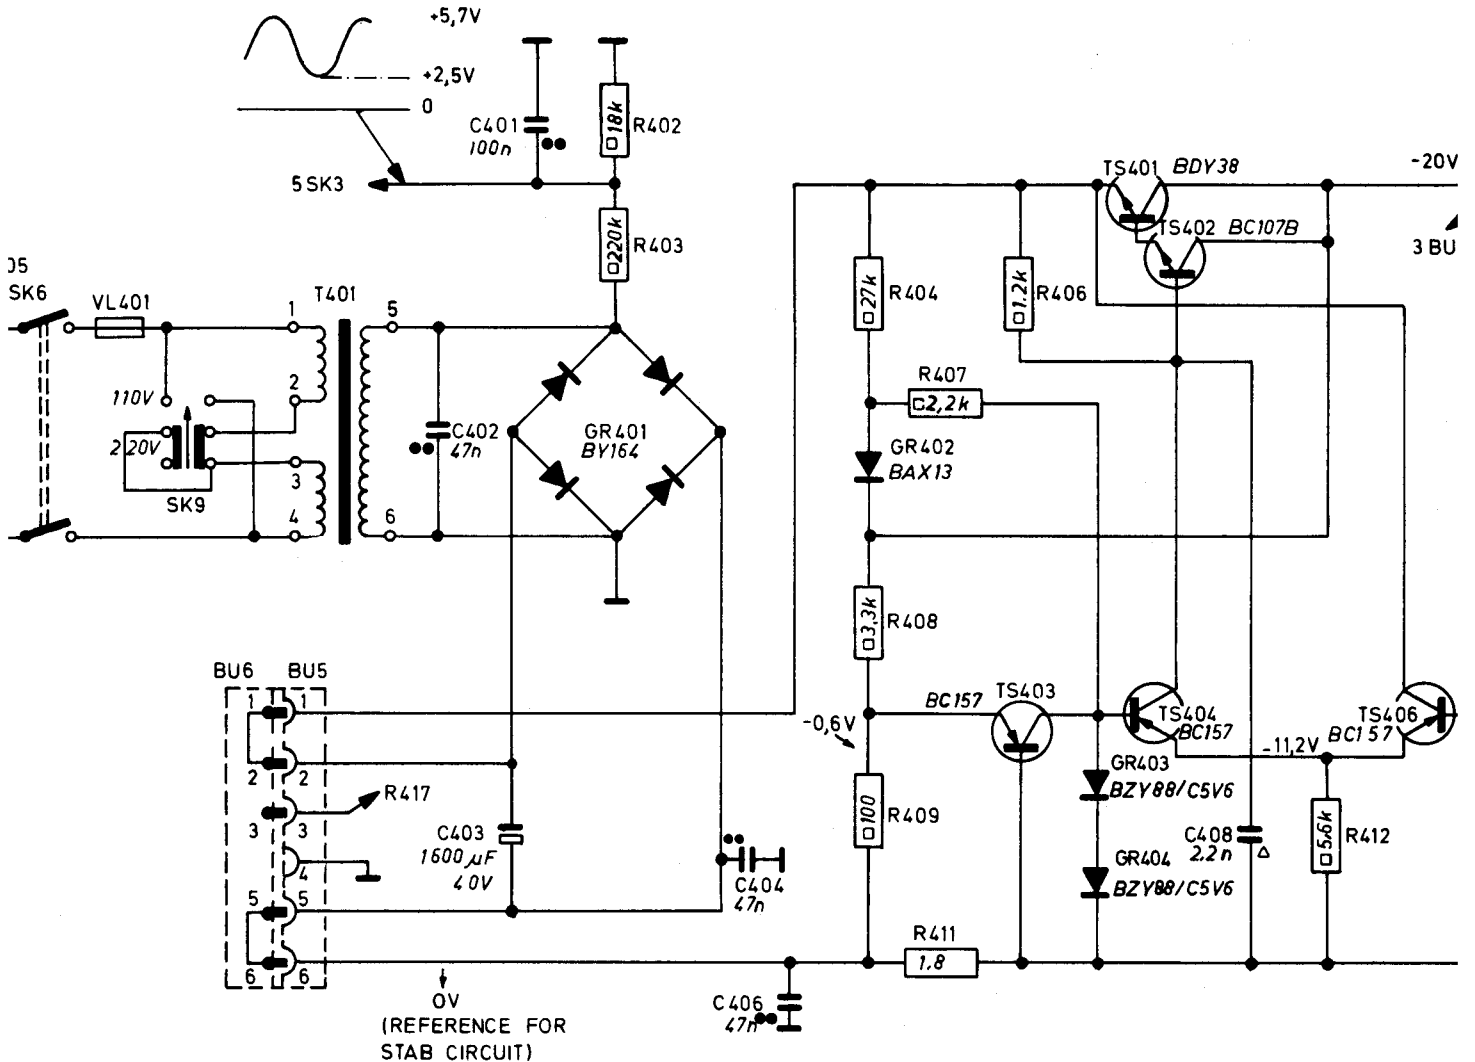 +5,7V
+2,5V
0
C401
100n
18k
R402
5 SK3
220k
R403
TS401
BDY38
-20V
TS402
BC107B
3 BU
05
SK6
VL401
1
T401
5
27k
R404
1.2k
R406
2
110V
R407
2,2k
C402
47n
GR401
BY164
GR402
BAX13
220V
3
SK9
4
6
3,3k
R408
BU6
BU5
1
1
BC157
TS403
TS404
BC157
TS406
BC157
-0,6V
-11,2V
2
2
R417
GR403
BZY88/C5V6
3
3
100
R409
C403
1600µF
40V
C408
2.2n
5.6k
R412
4
C404
47n
GR404
BZY88/C5V6
5
5
R411
1.8
6
6
0V
(REFERENCE FOR
STAB CIRCUIT)
C406
47n